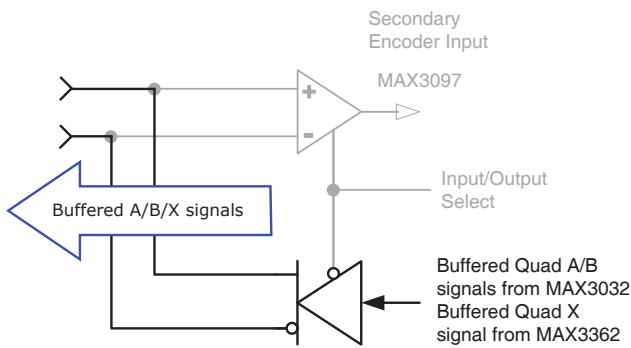 Secondary
Encoder Input
MAX3097
+
-
Buffered A/B/X signals
Input/Output
Select
Buffered Quad A/B
signals from MAX3032
Buffered Quad X
signal from MAX3362